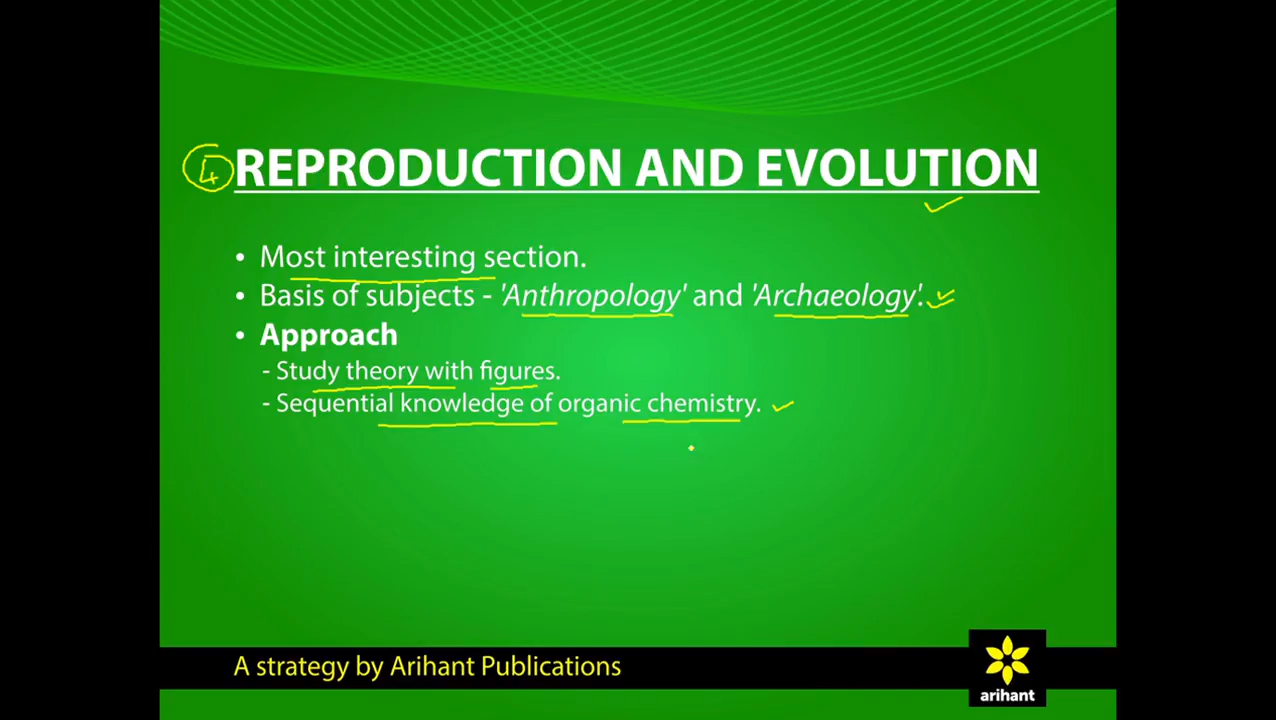 4 REPRODUCTION AND EVOLUTION
• Most interesting section.
• Basis of subjects - 'Anthropology' and 'Archaeology'.
• Approach
- Study theory with figures.
- Sequential knowledge of organic chemistry.
A strategy by Arihant Publications
arihant